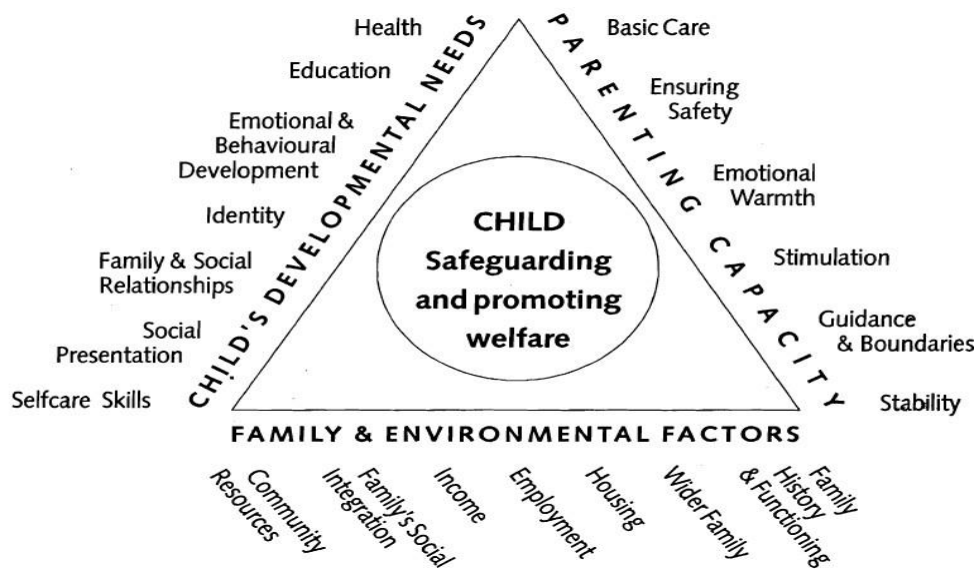 Health
Education
Emotional &
Behavioural
Development
Identity
Family & Social
Relationships
Social
Presentation
Selfcare Skills
CHILD'S DEVELOPMENTAL NEEDS
CHILD
Safeguarding
and promoting
welfare
PARENTING CAPACITY
Basic Care
Ensuring
Safety
Emotional
Warmth
Stimulation
Guidance
& Boundaries
Stability
FAMILY & ENVIRONMENTAL FACTORS
Community
Resources
Family's Social
Integration
Income
Employment
Housing
Wider Family
Family
History
& Functioning